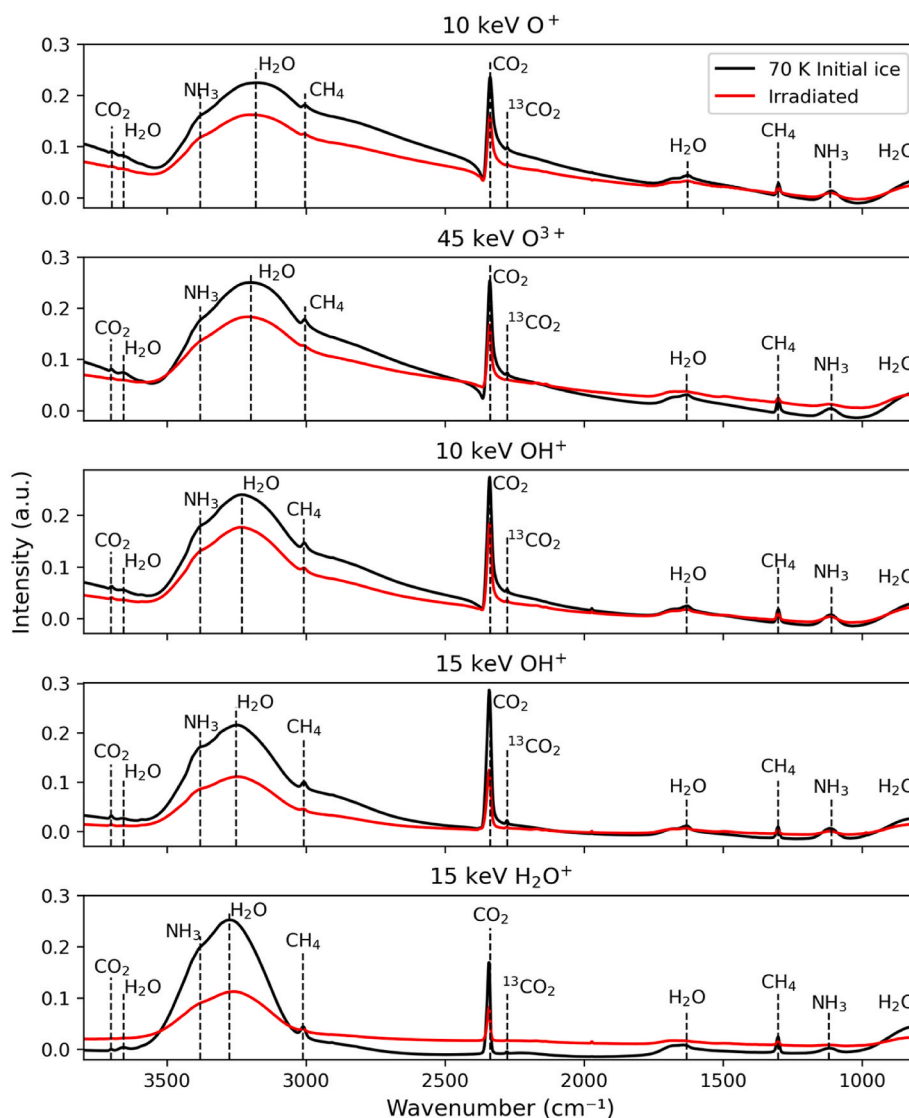 10 keV O⁺
0.3
0.2
0.1
0.0
CO₂
H₂O
NH₃
H₂O
CH₄
CO₂
¹³CO₂
H₂O
CH₄
NH₃
H₂O
70 K Initial ice
Irradiated
45 keV O³⁺
0.3
0.2
0.1
0.0
CO₂
H₂O
NH₃
H₂O
CH₄
CO₂
¹³CO₂
H₂O
CH₄
NH₃
H₂O
10 keV OH⁺
0.2
0.1
0.0
CO₂
H₂O
NH₃
H₂O
CH₄
CO₂
¹³CO₂
H₂O
CH₄
NH₃
H₂O
Intensity (a.u.)
15 keV OH⁺
0.3
0.2
0.1
0.0
CO₂
H₂O
NH₃
H₂O
CH₄
CO₂
¹³CO₂
H₂O
CH₄
NH₃
H₂O
15 keV H₂O⁺
0.3
0.2
0.1
0.0
CO₂
H₂O
NH₃
H₂O
CH₄
CO₂
¹³CO₂
H₂O
CH₄
NH₃
H₂O
3500 3000 2500 2000 1500 1000
Wavenumber (cm⁻¹)